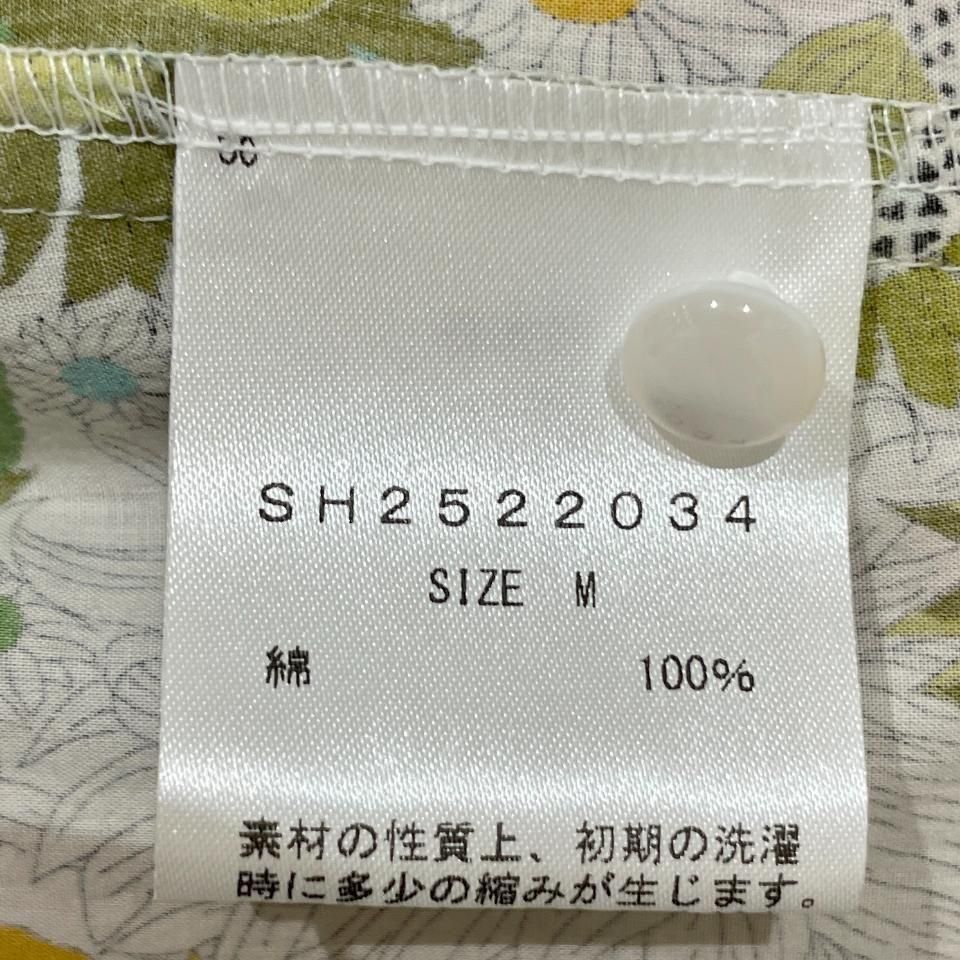 SH2522034
SIZE M
綿 100%
素材の性質上、初期の洗濯
時に多少の縮みが生じます。